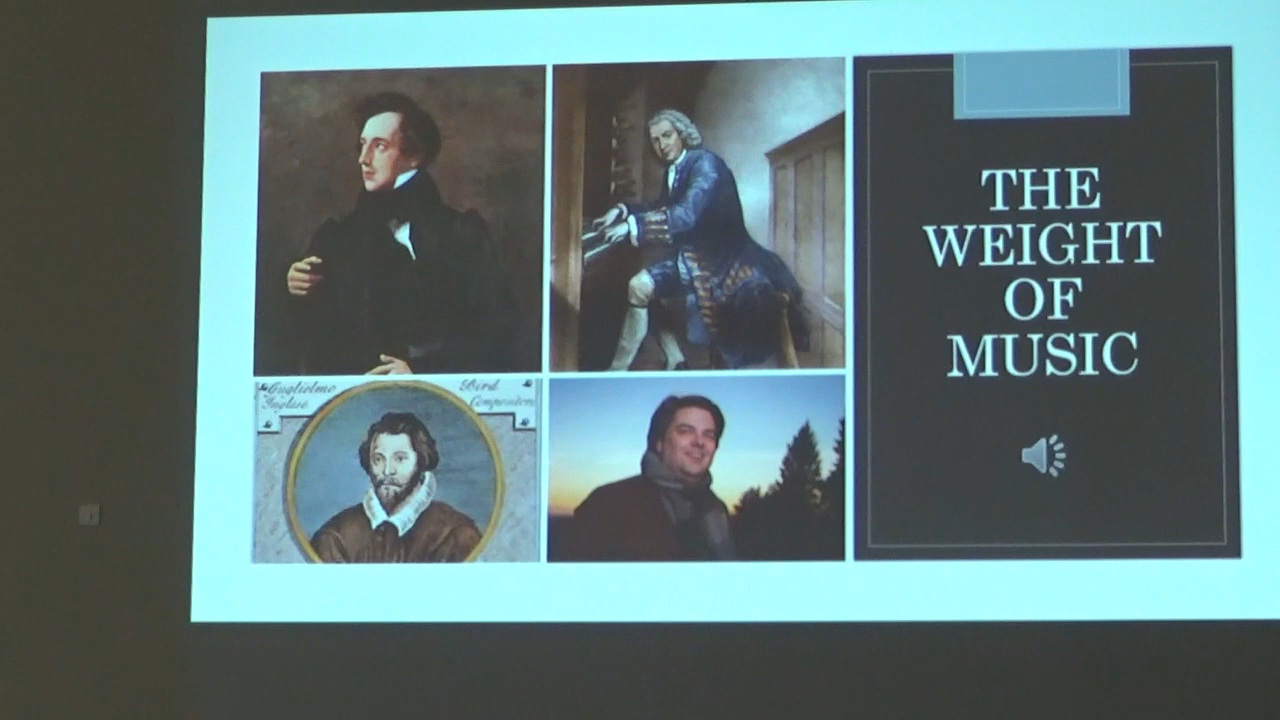 THE
WEIGHT
OF
MUSIC
Guglielmo
Inglese
Bird
Compositore